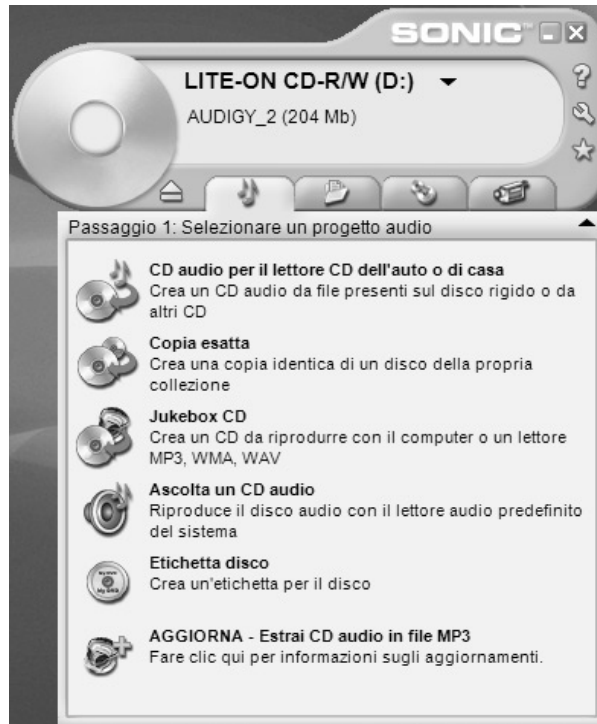 SONIC
LITE-ON CD-R/W (D:)
AUDIGY_2 (204 Mb)
Passaggio 1: Selezionare un progetto audio
CD audio per il lettore CD dell'auto o di casa
Crea un CD audio da file presenti sul disco rigido o da
altri CD
Copia esatta
Crea una copia identica di un disco della propria
collezione
Jukebox CD
Crea un CD da riprodurre con il computer o un lettore
MP3, WMA, WAV
Ascolta un CD audio
Riproduce il disco audio con il lettore audio predefinito
del sistema
Etichetta disco
Crea un'etichetta per il disco
AGGIORNA - Estrai CD audio in file MP3
Fare clic qui per informazioni sugli aggiornamenti.